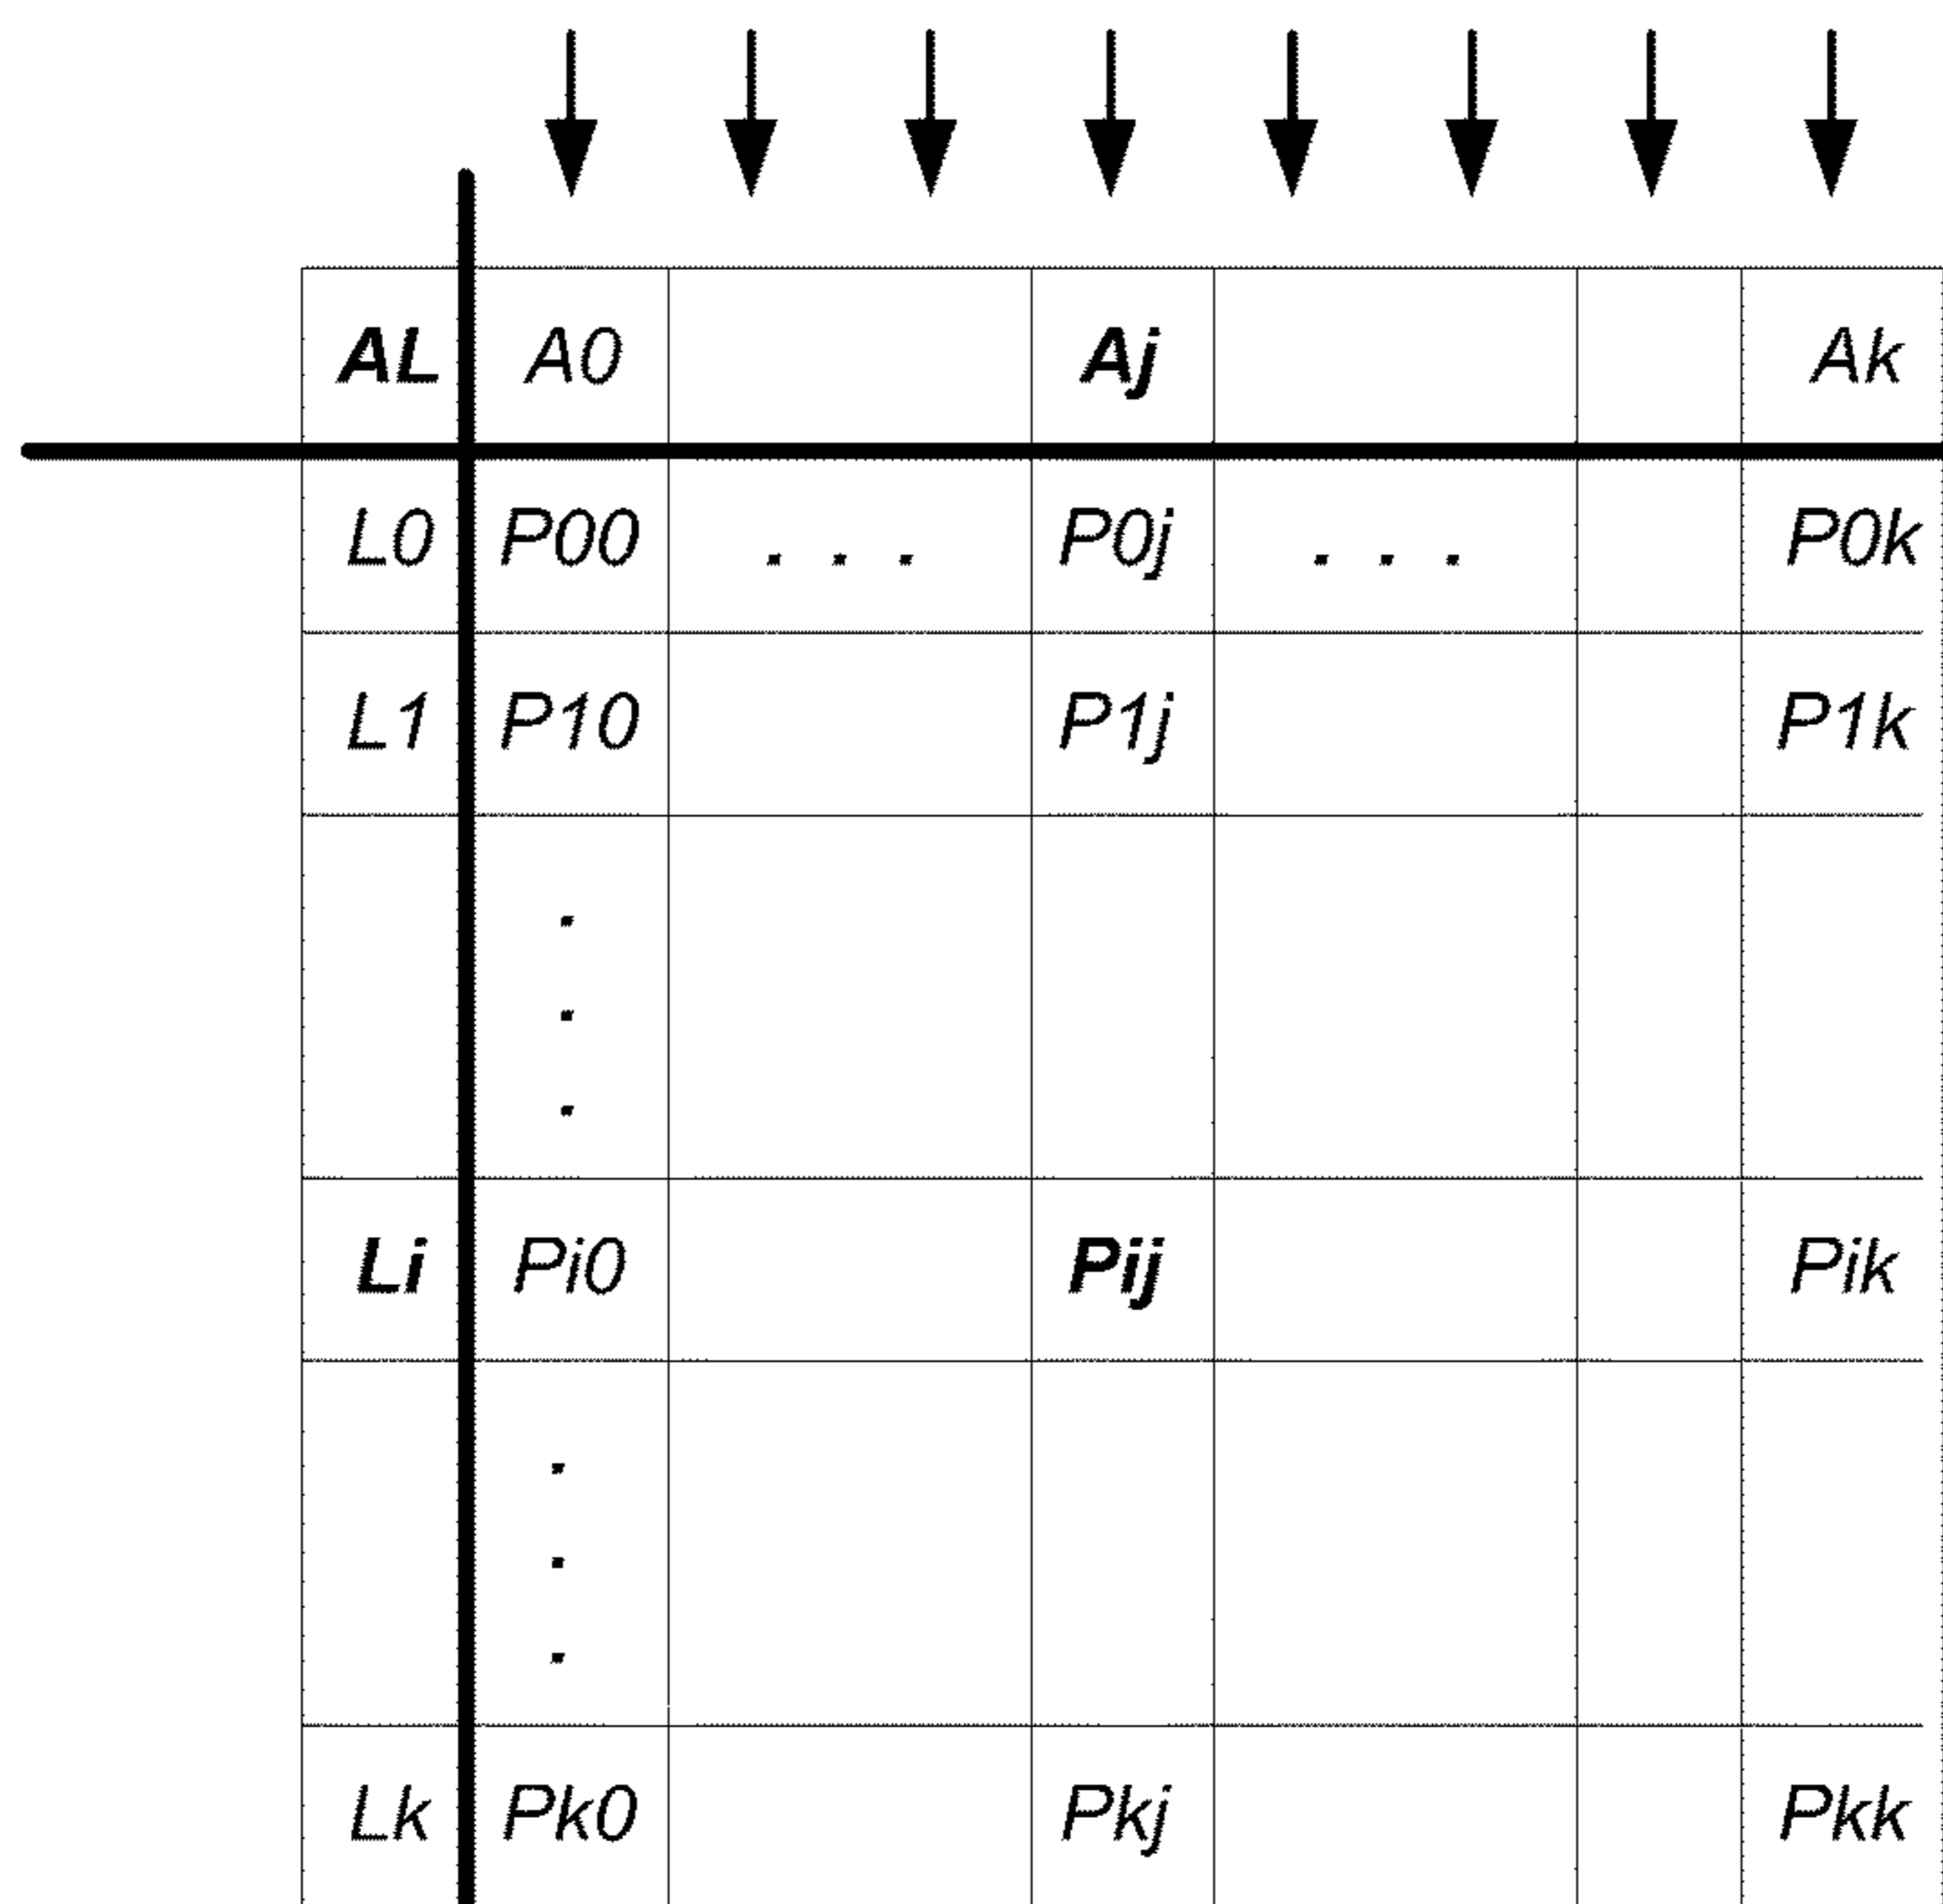 AL A0 Aj Ak
L0 P00 . . . P0j . . . P0k
L1 P10 P1j P1k
.
.
.
Li Pi0 Pij Pik
.
.
.
Lk Pk0 Pkj Pkk